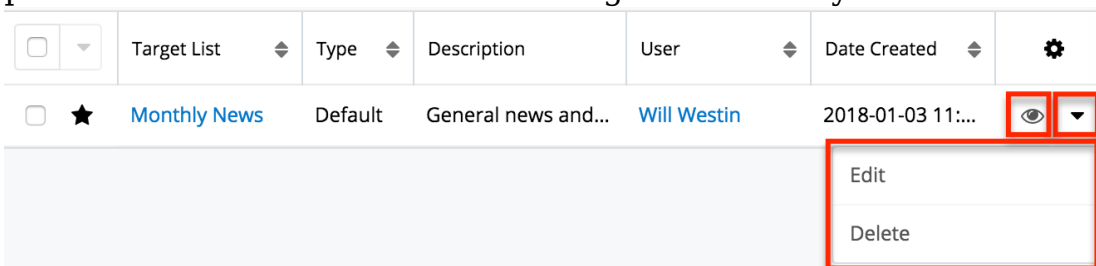 Target List Type Description User Date Created
Monthly News Default General news and... Will Westin 2018-01-03 11:...
Edit
Delete